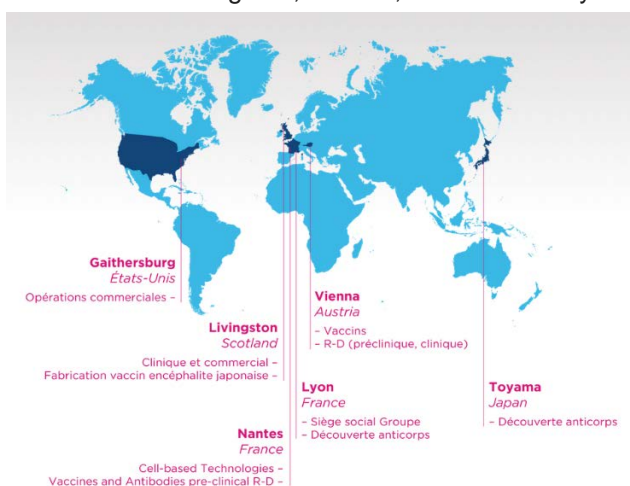 Gaithersburg
États-Unis
Opérations commerciales –
Livingston
Scotland
Clinique et commercial –
Fabrication vaccin encéphalite japonaise –
Nantes
France
Cell-based Technologies –
Vaccines and Antibodies pre-clinical R-D –
Vienna
Austria
– Vaccins
– R-D (préclinique, clinique)
Lyon
France
– Siège social Groupe
– Découverte anticorps
Toyama
Japan
– Découverte anticorps